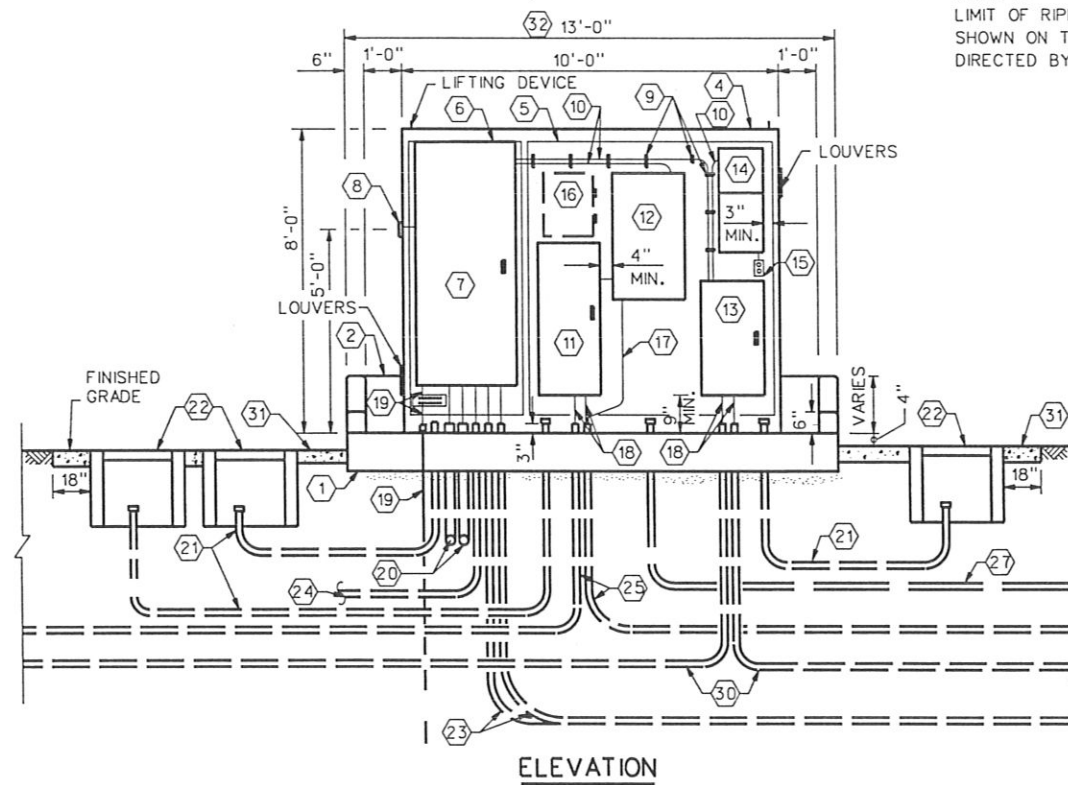 LIMIT OF RIP
SHOWN ON T
DIRECTED BY
32 13'-0"
6" 1'-0" 10'-0" 1'-0"
LIFTING DEVICE
6 5 10 9 10 4
LOUVERS
14
16
12
8
3"
MIN.
8'-0"
5'-0"
4"
MIN.
15
7
13
LOUVERS
11
17
2
FINISHED
GRADE
22 31
19
9" MIN.
6"
VARIES
4"
22 31
18"
3"
18 18
18"
1
19
21
20
21
27
24
25
30
23
ELEVATION